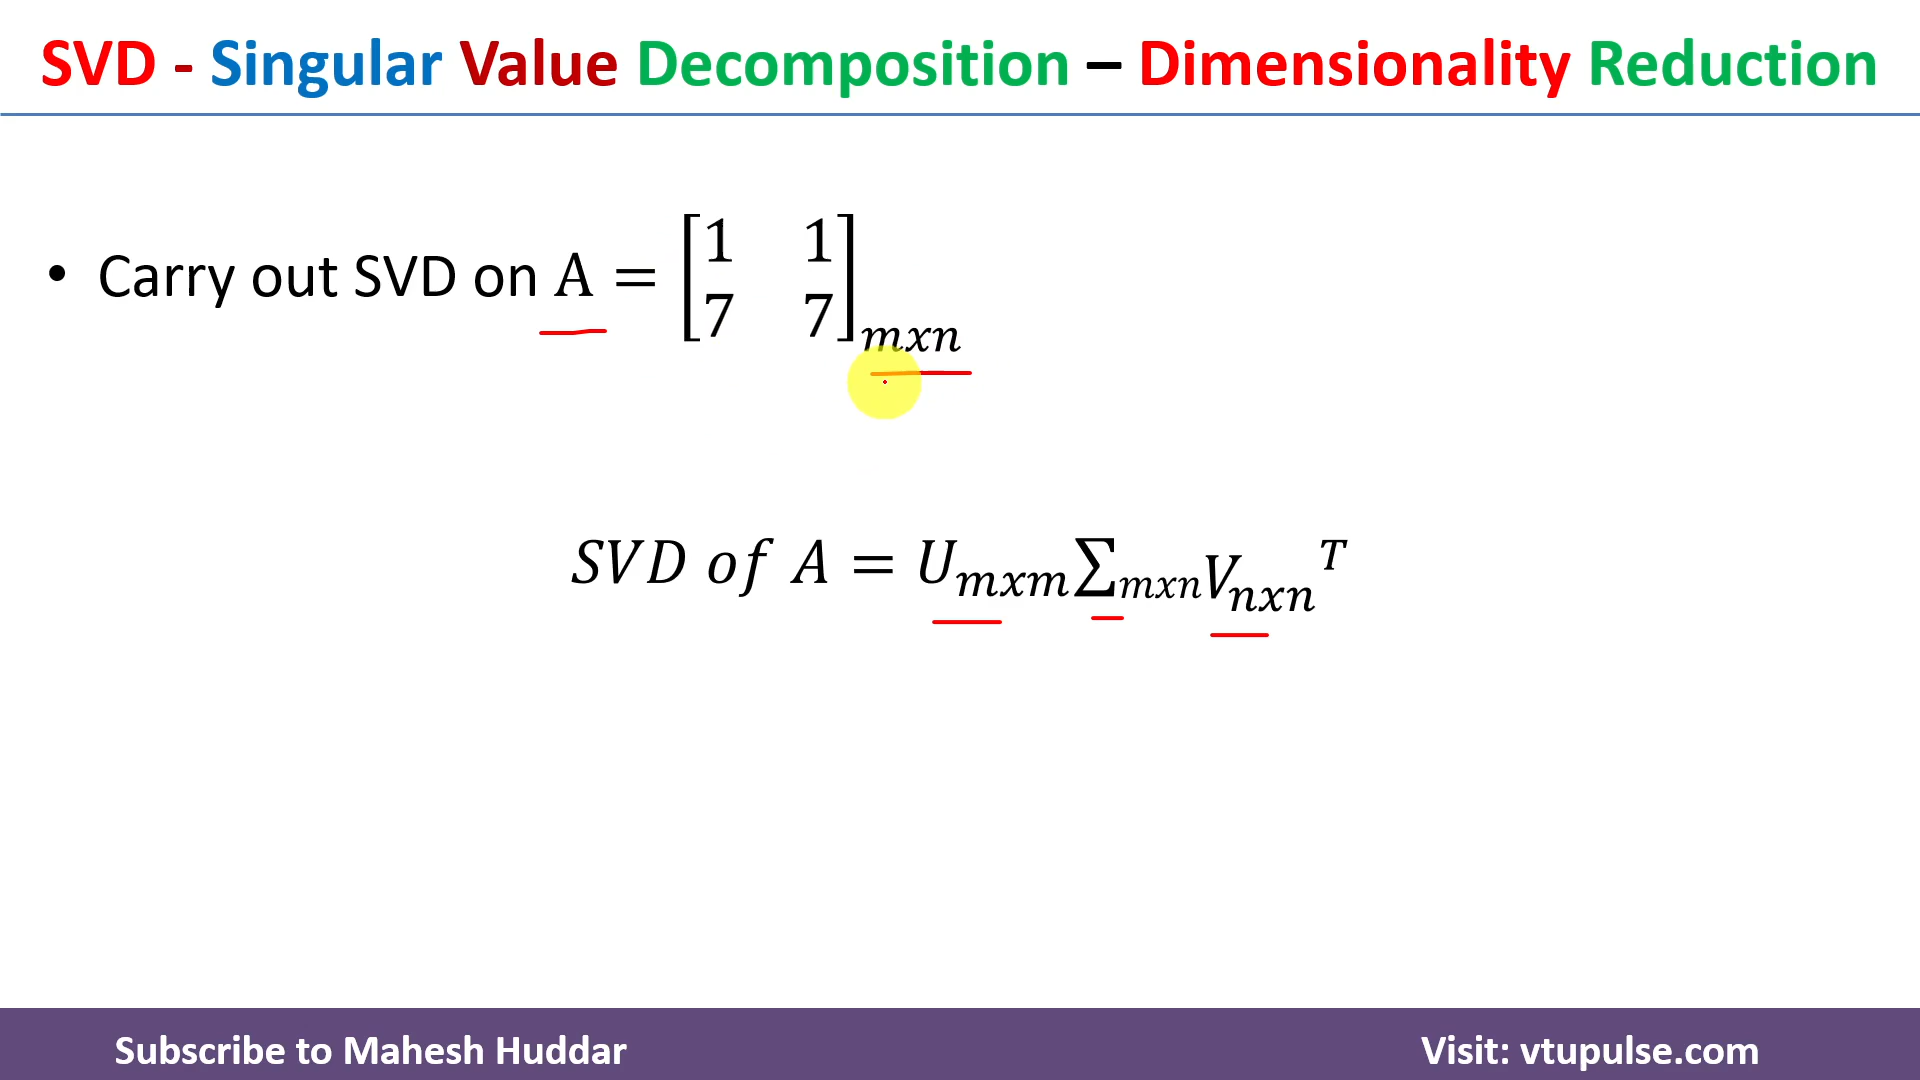 SVD - Singular Value Decomposition – Dimensionality Reduction
• Carry out SVD on A = [1 1
7 7]mxn
SVD of A = UmxmΣmxnVnxnT
Subscribe to Mahesh Huddar
Visit: vtupulse.com